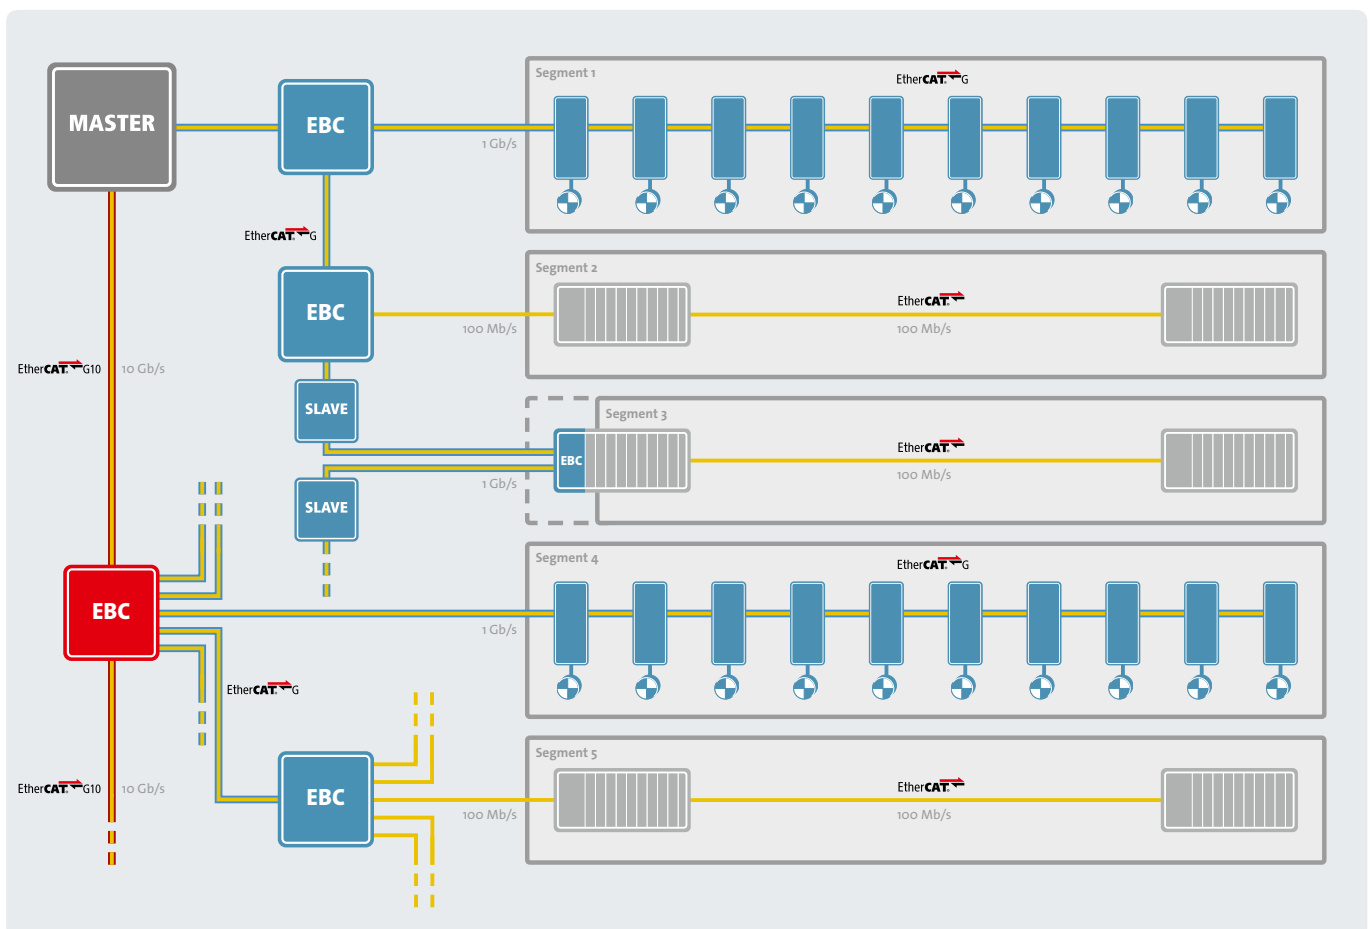 MASTER
EBC
1 Gb/s
Segment 1
EtherCAT. G
EtherCAT. G
EBC
100 Mb/s
Segment 2
EtherCAT.
100 Mb/s
EtherCAT. G10
10 Gb/s
SLAVE
SLAVE
1 Gb/s
Segment 3
EBC
EtherCAT.
100 Mb/s
EBC
1 Gb/s
Segment 4
EtherCAT. G
EtherCAT. G
EtherCAT. G10
10 Gb/s
EBC
100 Mb/s
Segment 5
EtherCAT.
100 Mb/s